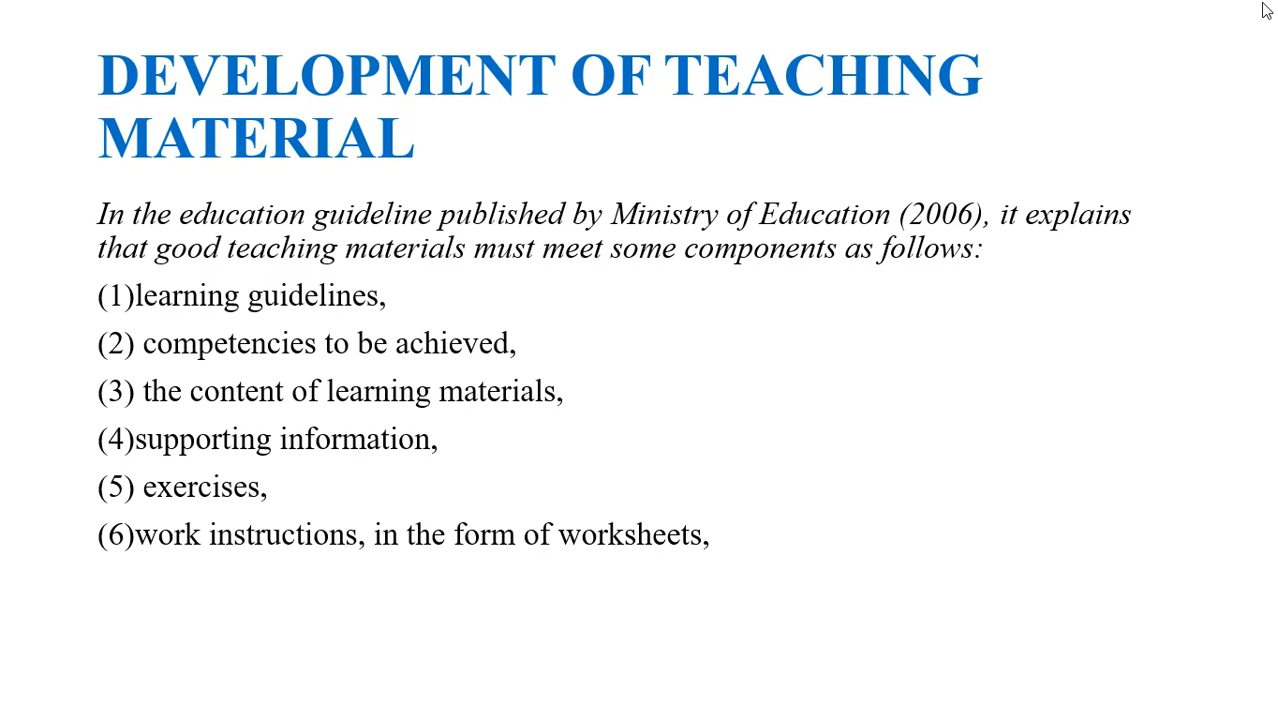 DEVELOPMENT OF TEACHING
MATERIAL
In the education guideline published by Ministry of Education (2006), it explains
that good teaching materials must meet some components as follows:
(1)learning guidelines,
(2) competencies to be achieved,
(3) the content of learning materials,
(4)supporting information,
(5) exercises,
(6)work instructions, in the form of worksheets,